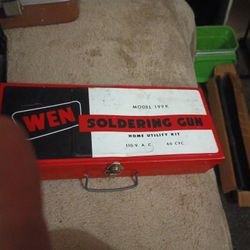 MODEL 199K
WEN
SOLDERING GUN
HOME UTILITY KIT
110 V. A. C. 60 CYC.